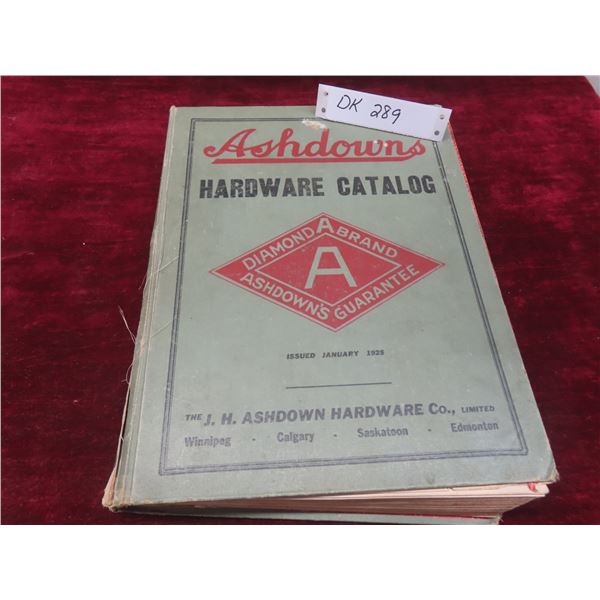 DK 289
Ashdowns
HARDWARE CATALOG
DIAMOND A BRAND
A
ASHDOWN'S GUARANTEE
ISSUED JANUARY 1925
THE J. H. ASHDOWN HARDWARE Co., LIMITED
Winnipeg - Calgary - Saskatoon - Edmonton